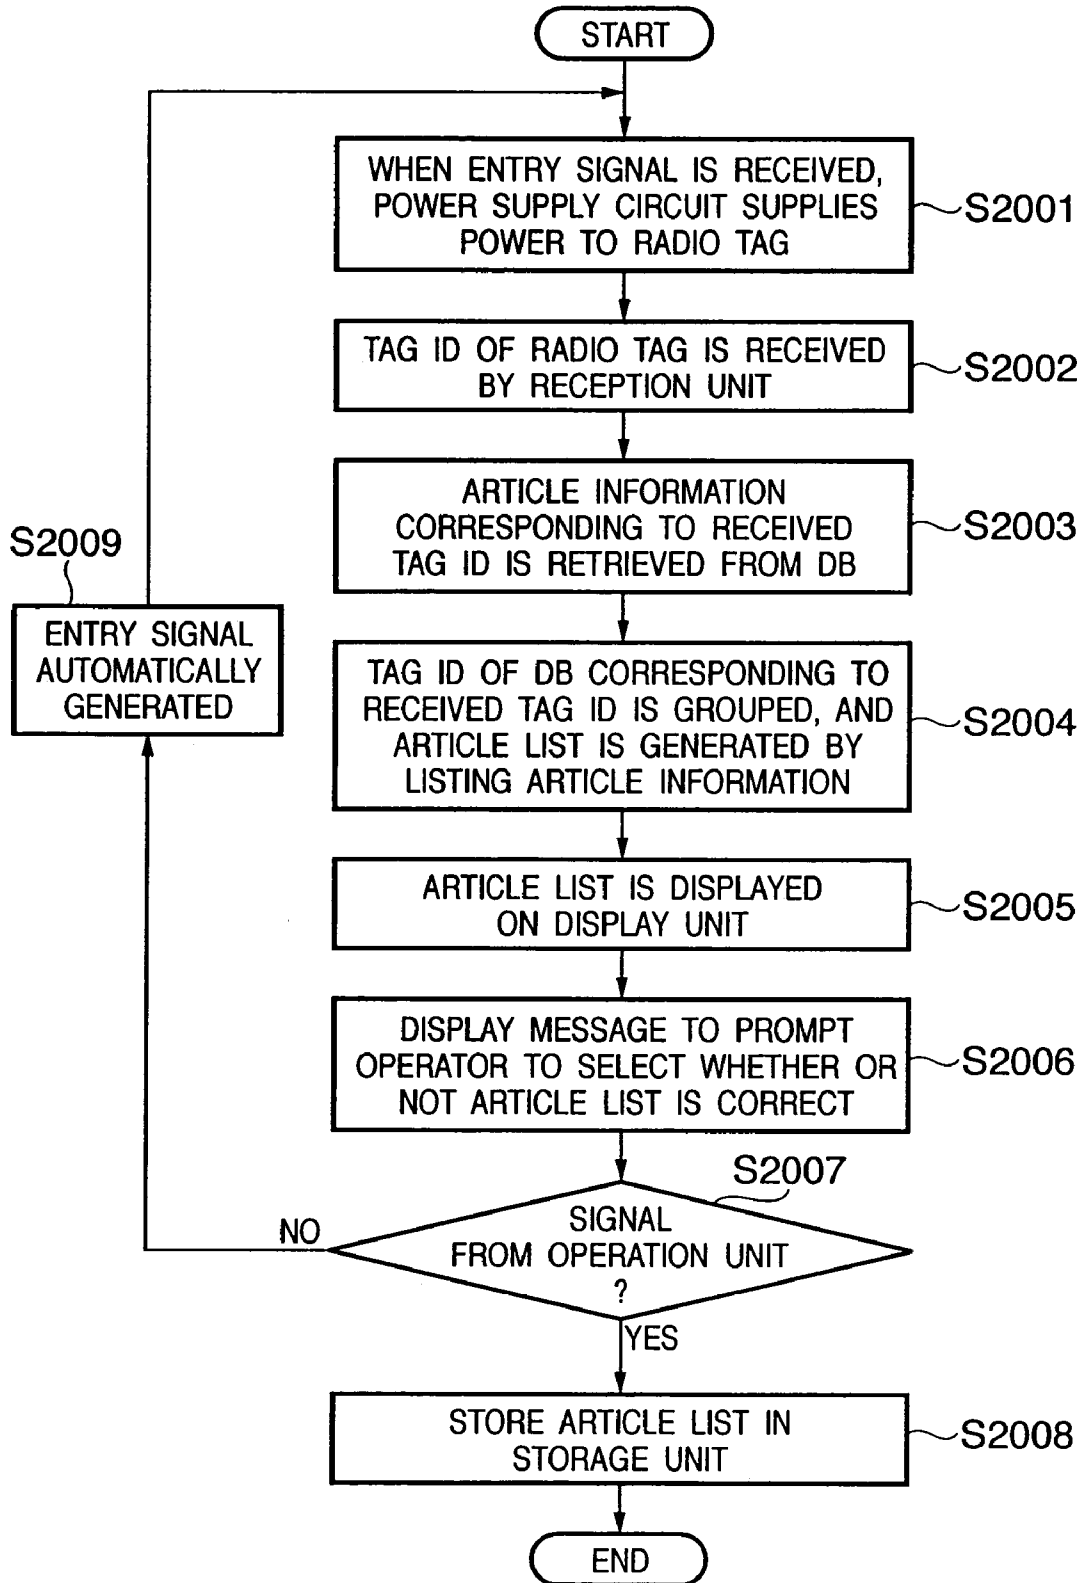 START
WHEN ENTRY SIGNAL IS RECEIVED,
POWER SUPPLY CIRCUIT SUPPLIES
POWER TO RADIO TAG
S2001
TAG ID OF RADIO TAG IS RECEIVED
BY RECEPTION UNIT
S2002
ARTICLE INFORMATION
CORRESPONDING TO RECEIVED
TAG ID IS RETRIEVED FROM DB
S2003
S2009
ENTRY SIGNAL
AUTOMATICALLY
GENERATED
TAG ID OF DB CORRESPONDING TO
RECEIVED TAG ID IS GROUPED, AND
ARTICLE LIST IS GENERATED BY
LISTING ARTICLE INFORMATION
S2004
ARTICLE LIST IS DISPLAYED
ON DISPLAY UNIT
S2005
DISPLAY MESSAGE TO PROMPT
OPERATOR TO SELECT WHETHER OR
NOT ARTICLE LIST IS CORRECT
S2006
S2007
SIGNAL
FROM OPERATION UNIT
?
NO
YES
STORE ARTICLE LIST IN
STORAGE UNIT
S2008
END